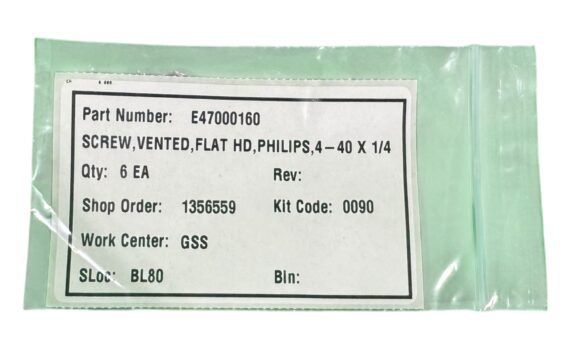 Part Number: E47000160
SCREW,VENTED,FLAT HD,PHILIPS,4-40 X 1/4
Qty: 6 EA Rev:
Shop Order: 1356559 Kit Code: 0090
Work Center: GSS
SLoc: BL80 Bin: